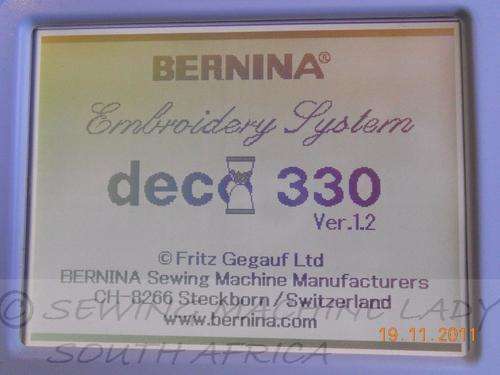 BERNINA®
Embroidery System
deco 330
Ver.1.2
© Fritz Gegauf Ltd
BERNINA Sewing Machine Manufacturers
CH-8266 Steckborn / Switzerland
www.bernina.com
19.11.2011
© SEWING MACHINE LADY
SOUTH AFRICA